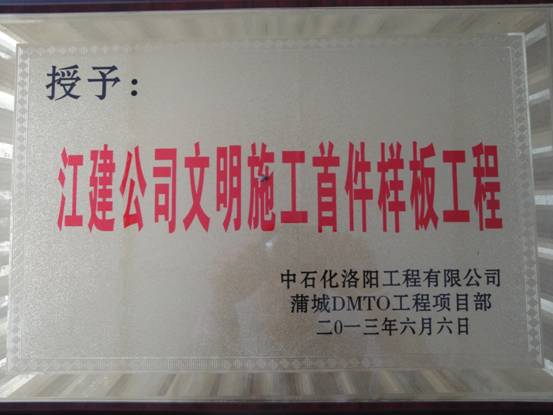 授予：
江建公司文明施工首件样板工程
中石化洛阳工程有限公司
蒲城DMTO工程项目部
二0一三年六月六日